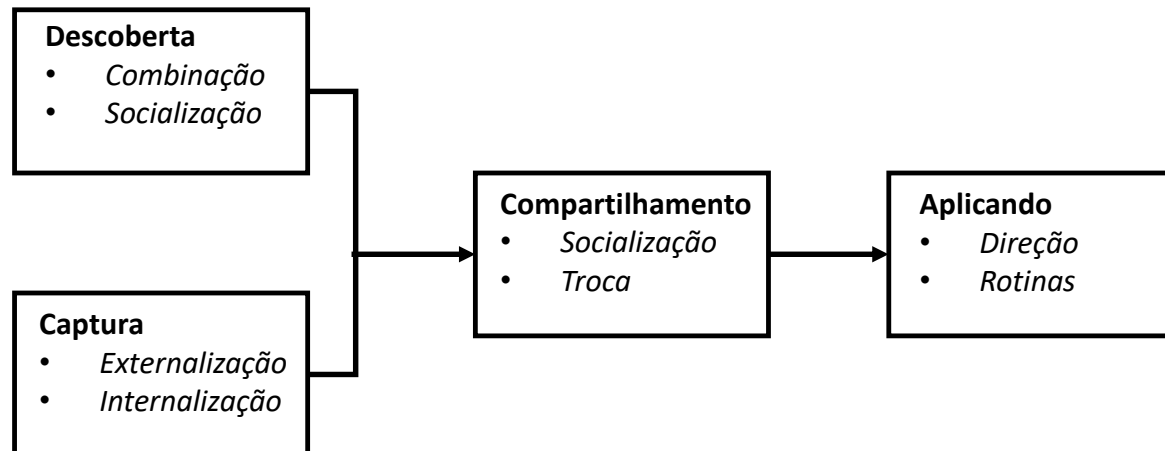 Descoberta
• Combinação
• Socialização
Captura
• Externalização
• Internalização
Compartilhamento
• Socialização
• Troca
Aplicando
• Direção
• Rotinas